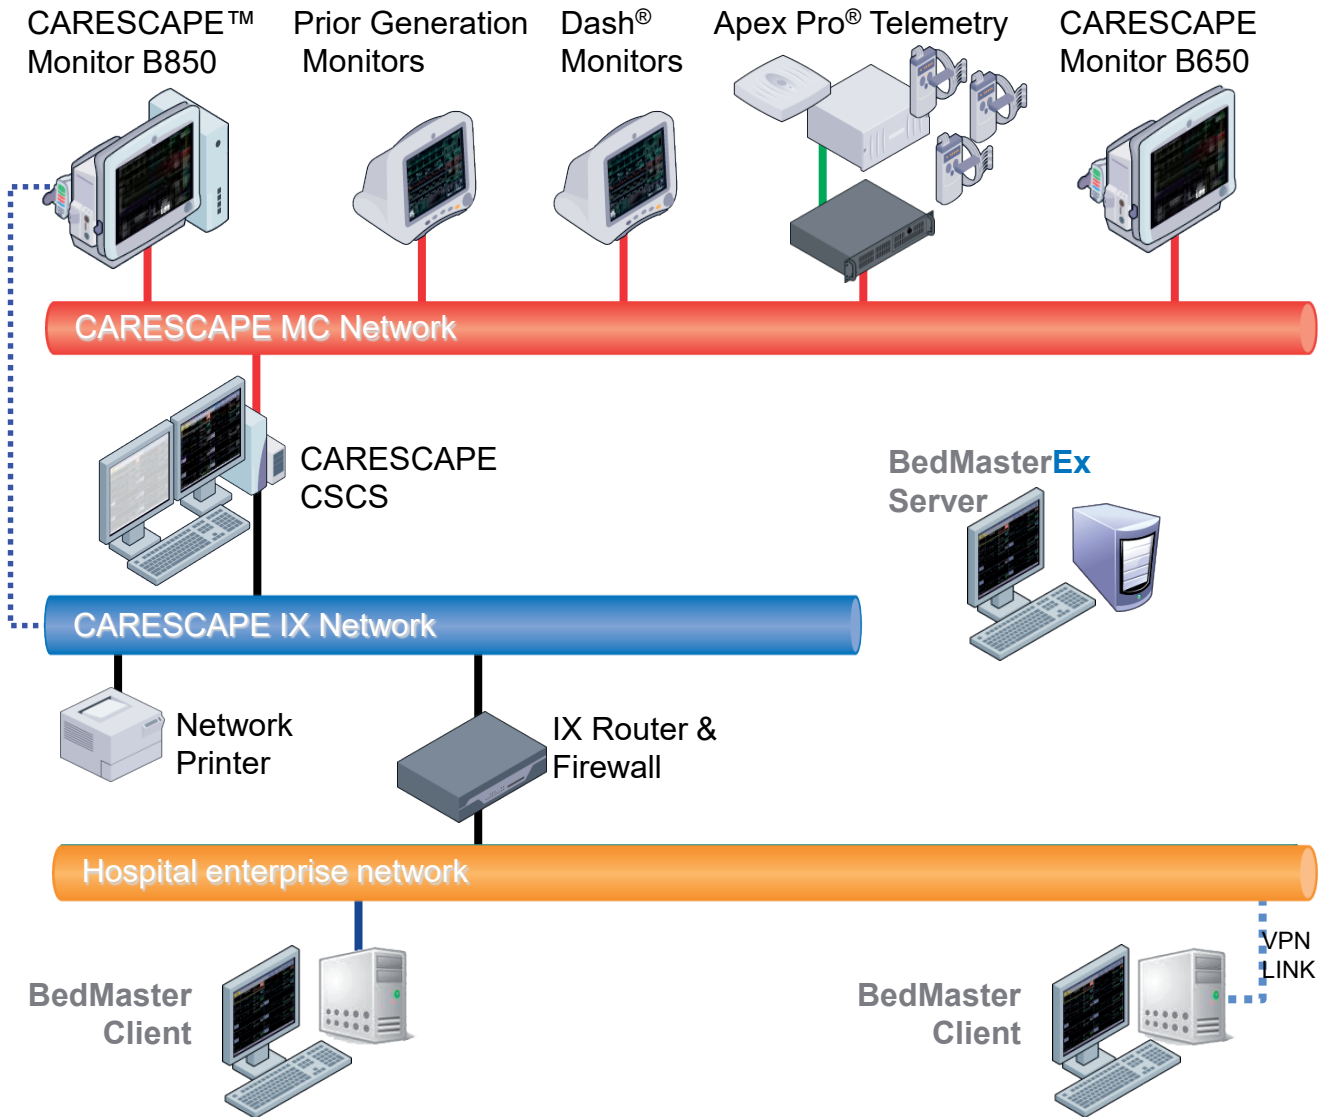 CARESCAPE™
Monitor B850
Prior Generation
Monitors
Dash®
Monitors
Apex Pro® Telemetry
CARESCAPE
Monitor B650
CARESCAPE MC Network
CARESCAPE
CSCS
BedMasterEx
Server
CARESCAPE IX Network
Network
Printer
IX Router &
Firewall
Hospital enterprise network
VPN
LINK
BedMaster
Client
BedMaster
Client